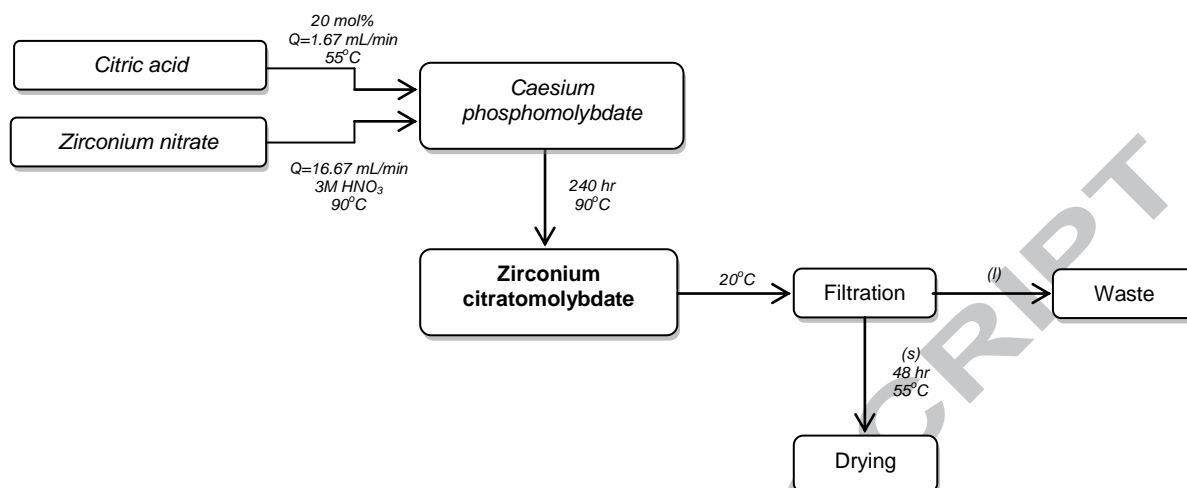 20 mol%
Q=1.67 mL/min
55°C
Citric acid
Caesium
phosphomolybdate
Zirconium nitrate
Q=16.67 mL/min
3M HNO₃
90°C
240 hr
90°C
Zirconium
citratomolybdate
20°C
Filtration
(l)
Waste
(s)
48 hr
55°C
Drying
CRIPT